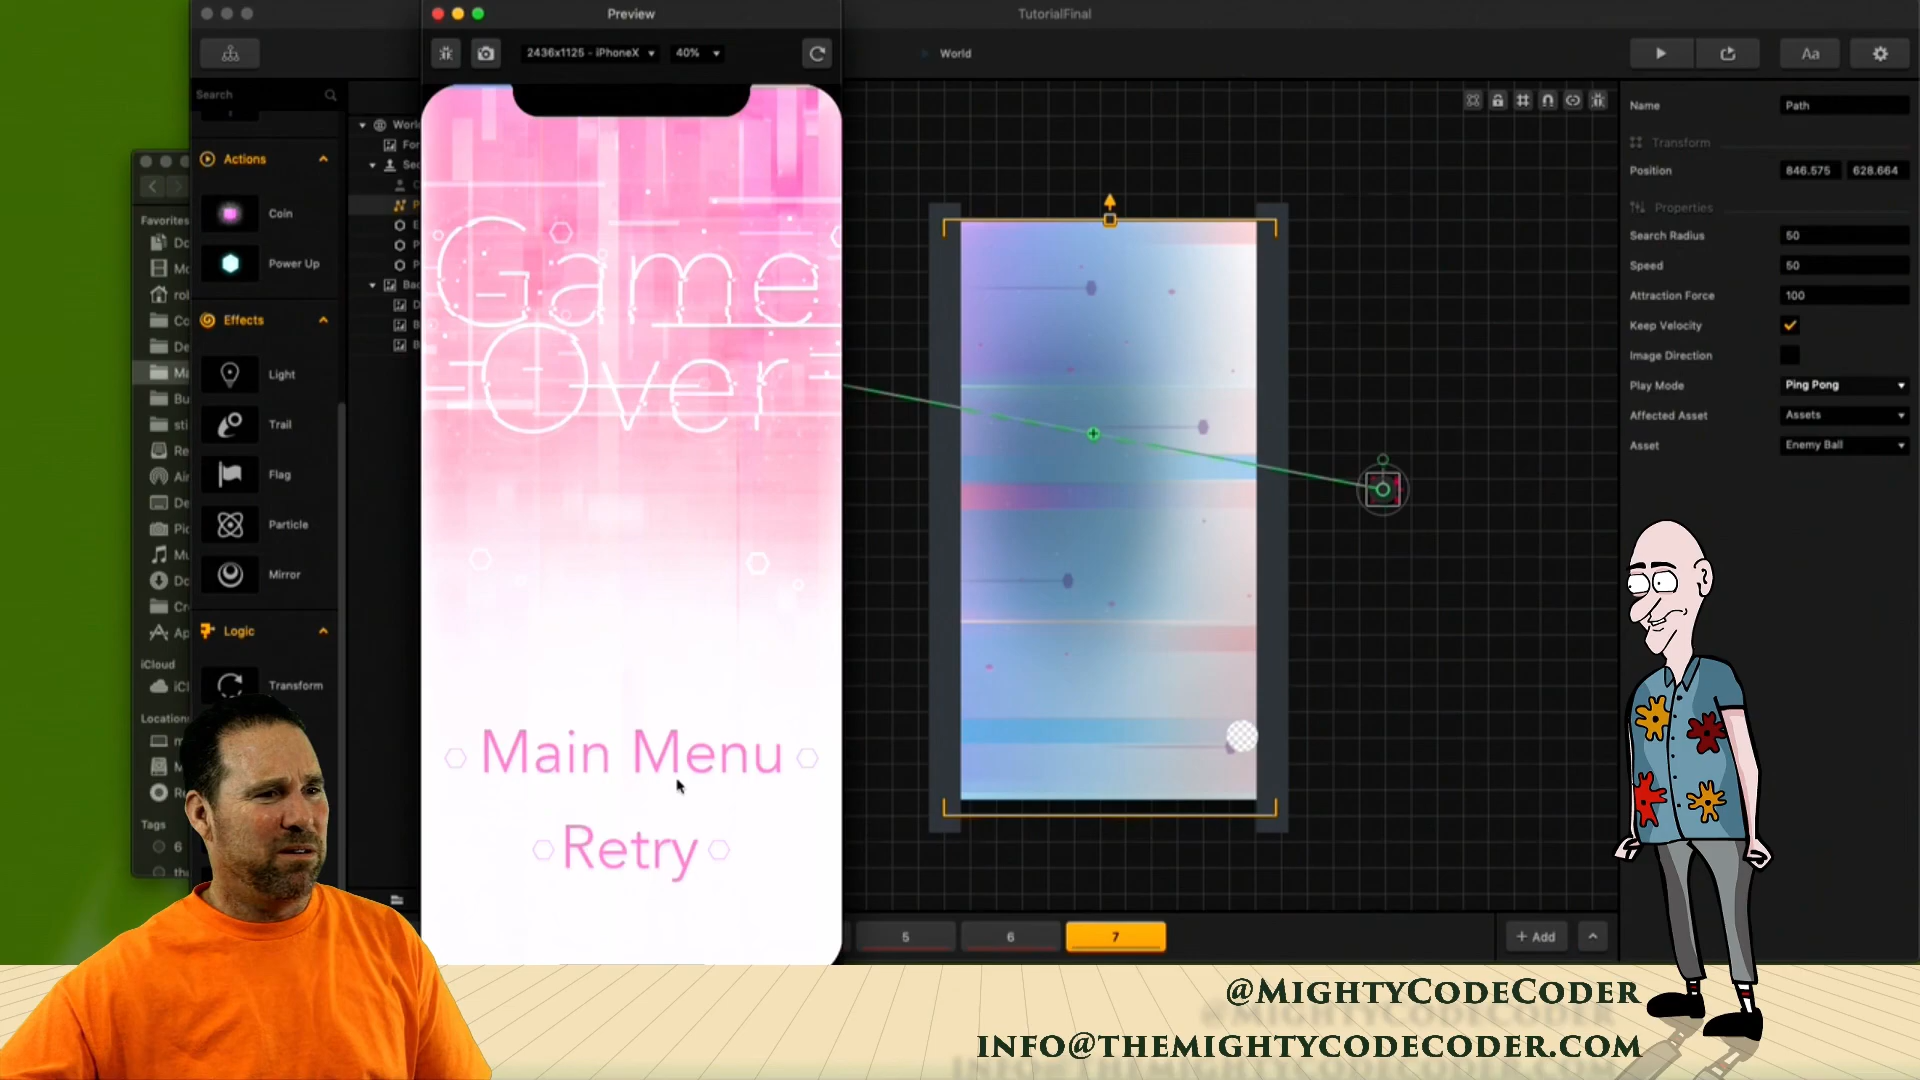 Preview
TutorialFinal
2436x1125 - iPhoneX
40%
World
Aa
Search
Actions
Coin
Power Up
Effects
Light
Trail
Flag
Particle
Mirror
Logic
Transform
Favorites
iCloud
Locations
Tags
6
Game
Over
Main Menu
Retry
Name
Path
Transform
Position
846.575
628.664
Properties
Search Radius
50
Speed
50
Attraction Force
100
Keep Velocity
Image Direction
Play Mode
Ping Pong
Affected Asset
Assets
Asset
Enemy Ball
5
6
7
+ Add
@MightyCodeCoder
info@themightycodecoder.com